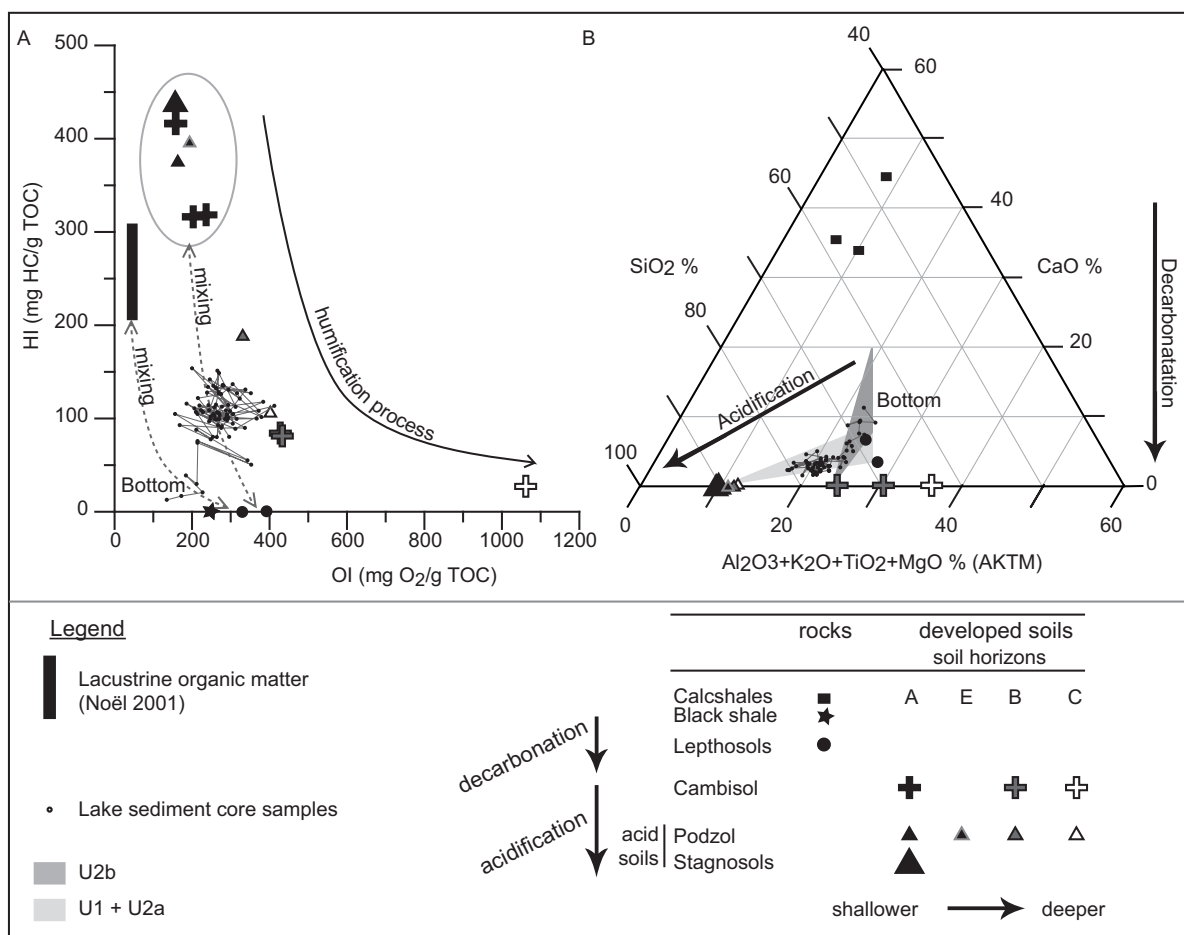 A
500
400
300
200
100
0
HI (mg HC/g TOC)
0
200
400
600
800
1000
1200
OI (mg O2/g TOC)
mixing
mixing
humification process
Bottom
B
40
60
80
100
SiO2 %
60
40
20
0
CaO %
0
20
40
60
Al2O3+K2O+TiO2+MgO % (AKTM)
Acidification
Bottom
Decarbonatation
Legend
Lacustrine organic matter
(Noël 2001)
Lake sediment core samples
U2b
U1 + U2a
decarbonation
acidification
rocks developed soils
soil horizons
Calcshales A E B C
Black shale
Lepthosols
Cambisol
acid
soils
Podzol
Stagnosols
shallower deeper